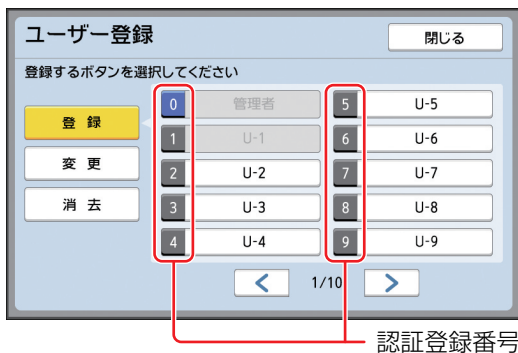 ユーザー登録
閉じる
登録するボタンを選択してください
登 録
変 更
消 去
0 管理者
1 U-1
2 U-2
3 U-3
4 U-4
5 U-5
6 U-6
7 U-7
8 U-8
9 U-9
< 1/10 >
認証登録番号